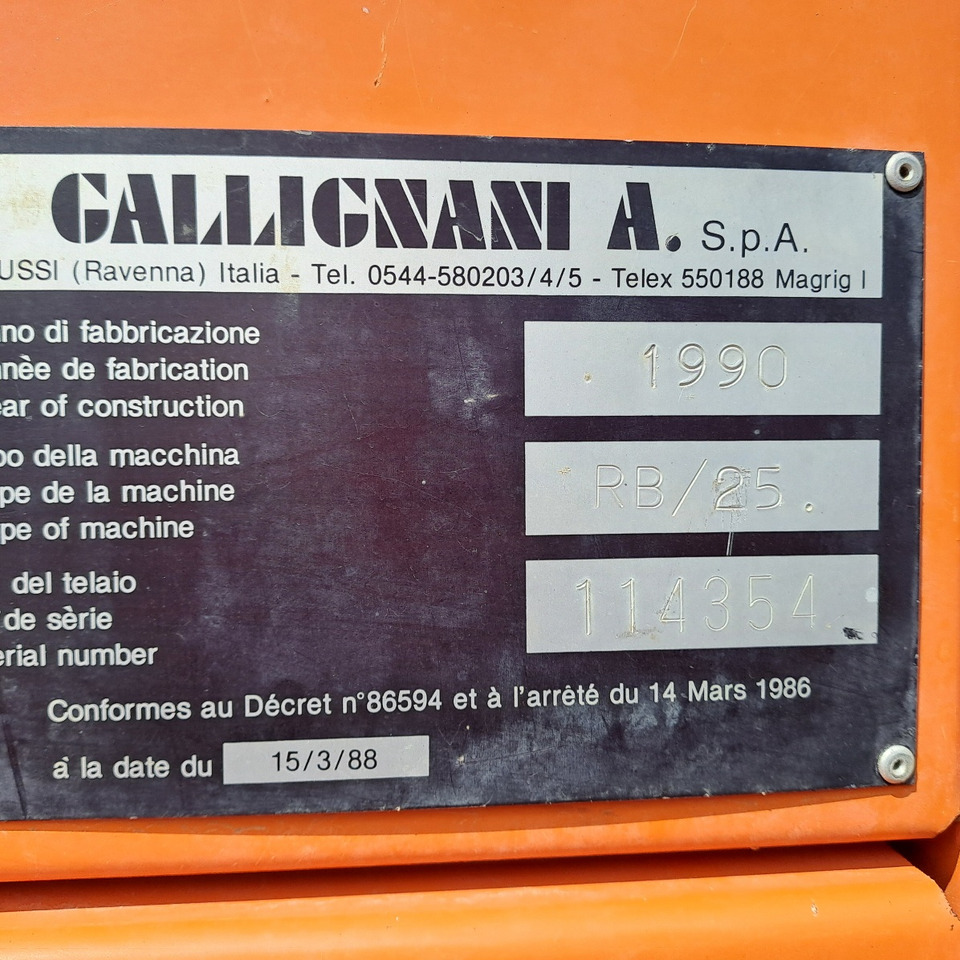 GALLIGNANI A. S.p.A.
USSI (Ravenna) Italia - Tel. 0544-580203/4/5 - Telex 550188 Magrig I
no di fabbricazione
nnèe de fabrication
ear of construction
1990
po della macchina
pe de la machine
pe of machine
RB/25.
del telaio
de sèrie
erial number
114354
Conformes au Décret n°86594 et à l'arrêté du 14 Mars 1986
à la date du 15/3/88